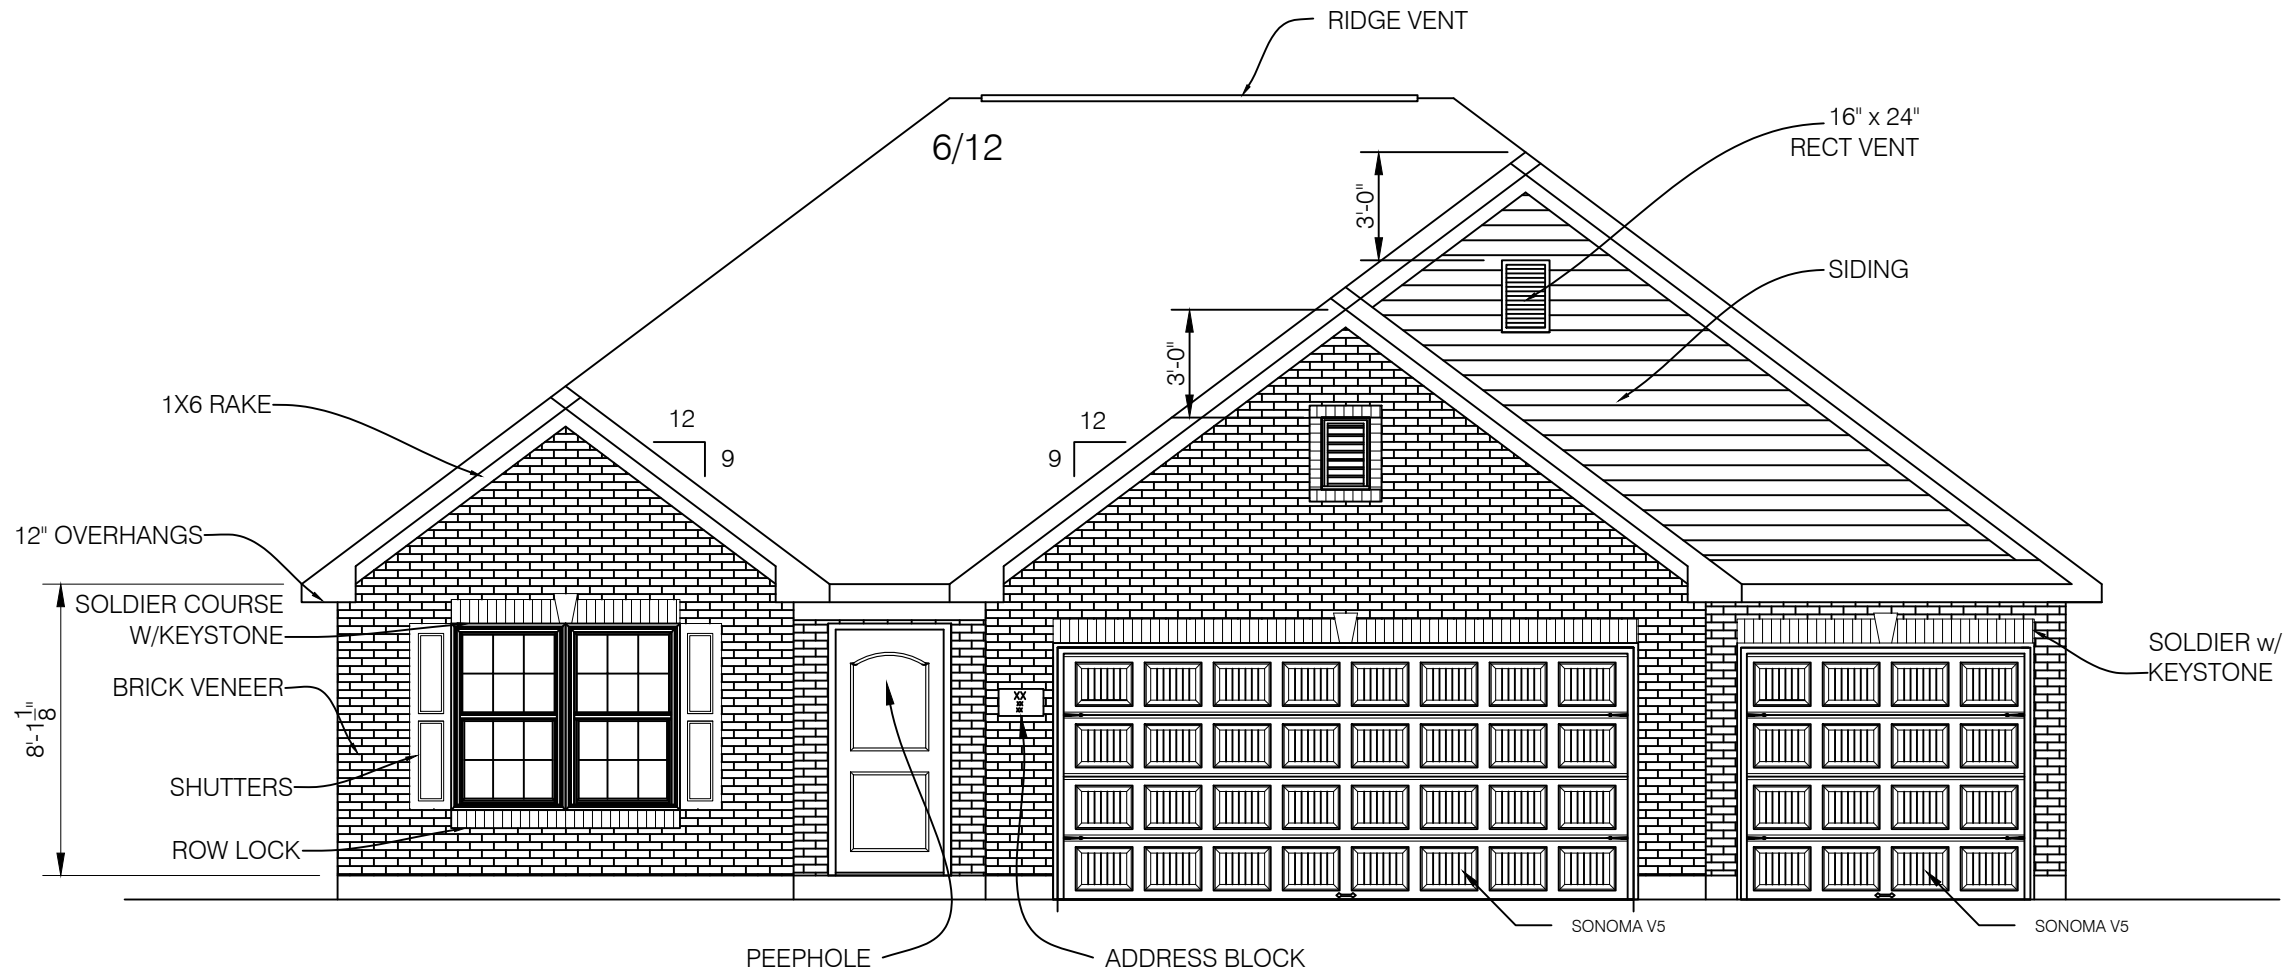 RIDGE VENT
16" x 24"
RECT VENT
6/12
3'-0"
SIDING
3'-0"
1X6 RAKE
12
9
12
9
12" OVERHANGS
SOLDIER COURSE
W/KEYSTONE
SOLDIER w/
KEYSTONE
BRICK VENEER
8'-1 1/8"
XX
SHUTTERS
ROW LOCK
SONOMA V5
SONOMA V5
PEEPHOLE
ADDRESS BLOCK